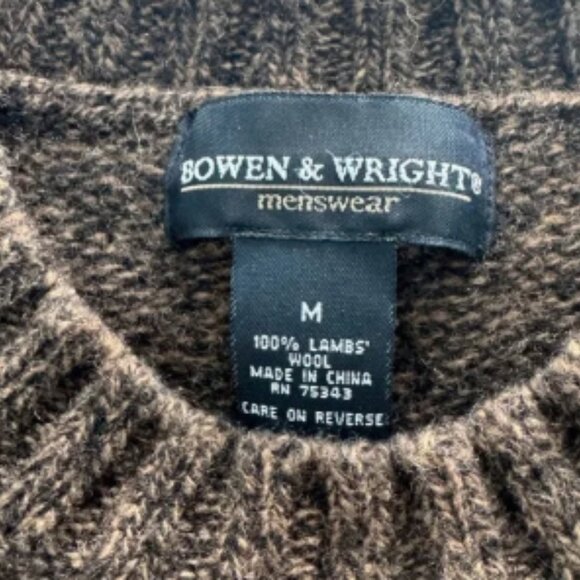 BOWEN & WRIGHT®
menswear
M
100% LAMBS'
WOOL
MADE IN CHINA
RN 75343
CARE ON REVERSE